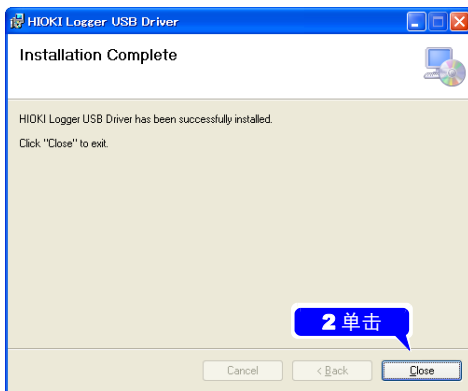 HIOKI Logger USB Driver
Installation Complete
HIOKI Logger USB Driver has been successfully installed.
Click "Close" to exit.
2 单击
Cancel
< Back
Close